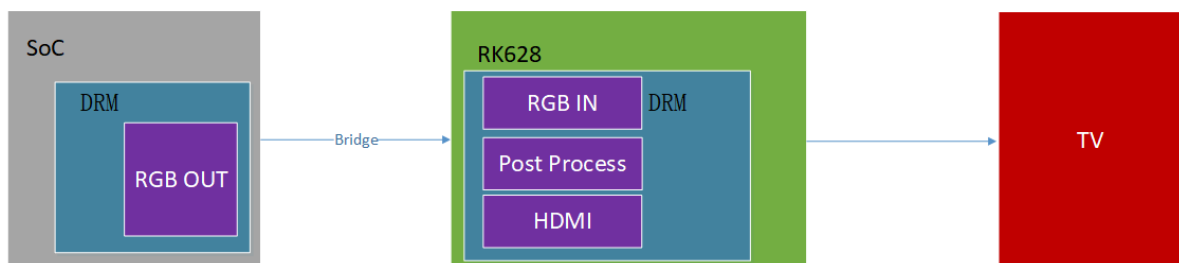 SoC
DRM
RGB OUT
Bridge
RK628
RGB IN
DRM
Post Process
HDMI
TV